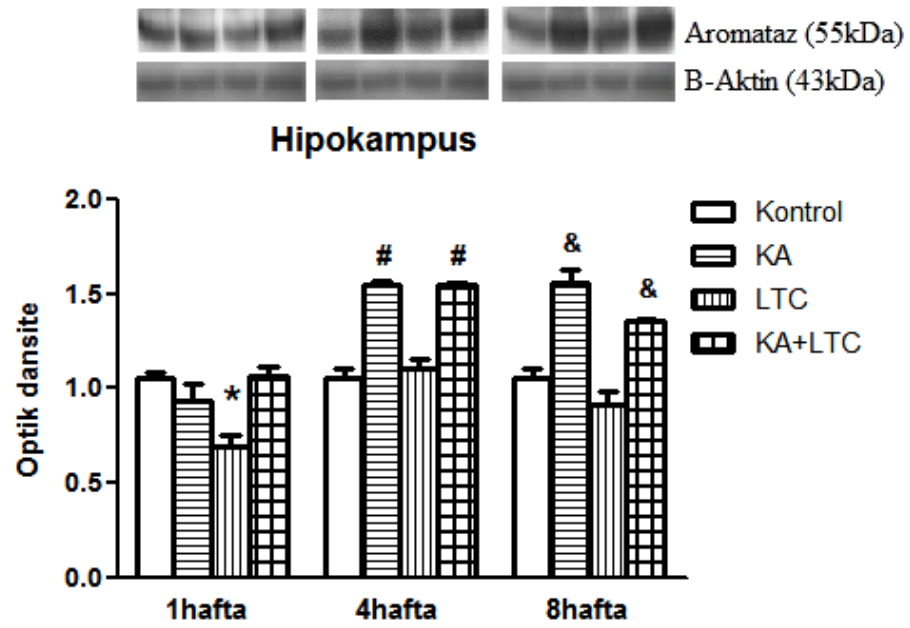 Aromataz (55kDa)
B-Aktin (43kDa)
Hipokampus
Optik dansite
2.0
1.5
1.0
0.5
0.0
*
#
#
&
&
1hafta
4hafta
8hafta
Kontrol
KA
LTC
KA+LTC